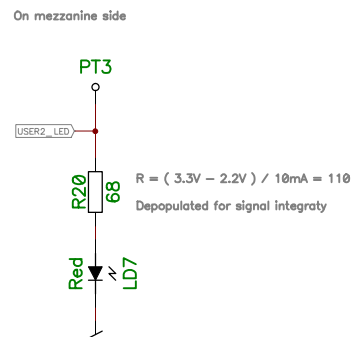 On mezzanine side
PT3
USER2_LED
R20
68
R = ( 3.3V - 2.2V ) / 10mA = 110
Depopulated for signal integraty
Red
LD7